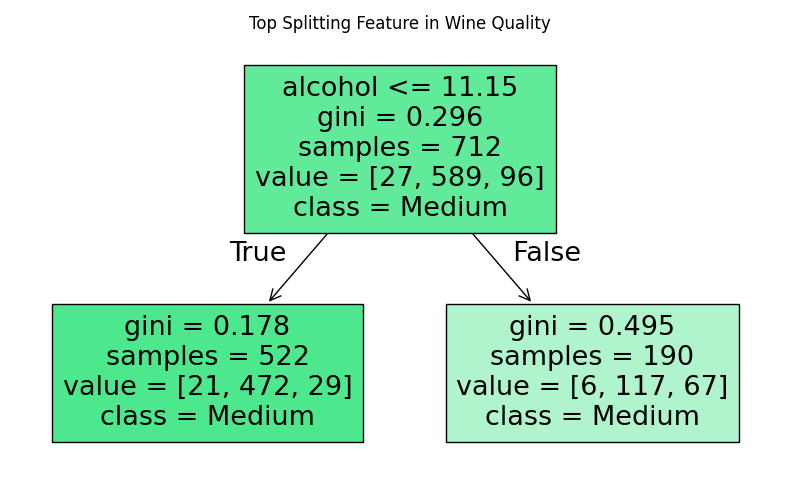 Top Splitting Feature in Wine Quality
alcohol <= 11.15
gini = 0.296
samples = 712
value = [27, 589, 96]
class = Medium
True
False
gini = 0.178
samples = 522
value = [21, 472, 29]
class = Medium
gini = 0.495
samples = 190
value = [6, 117, 67]
class = Medium